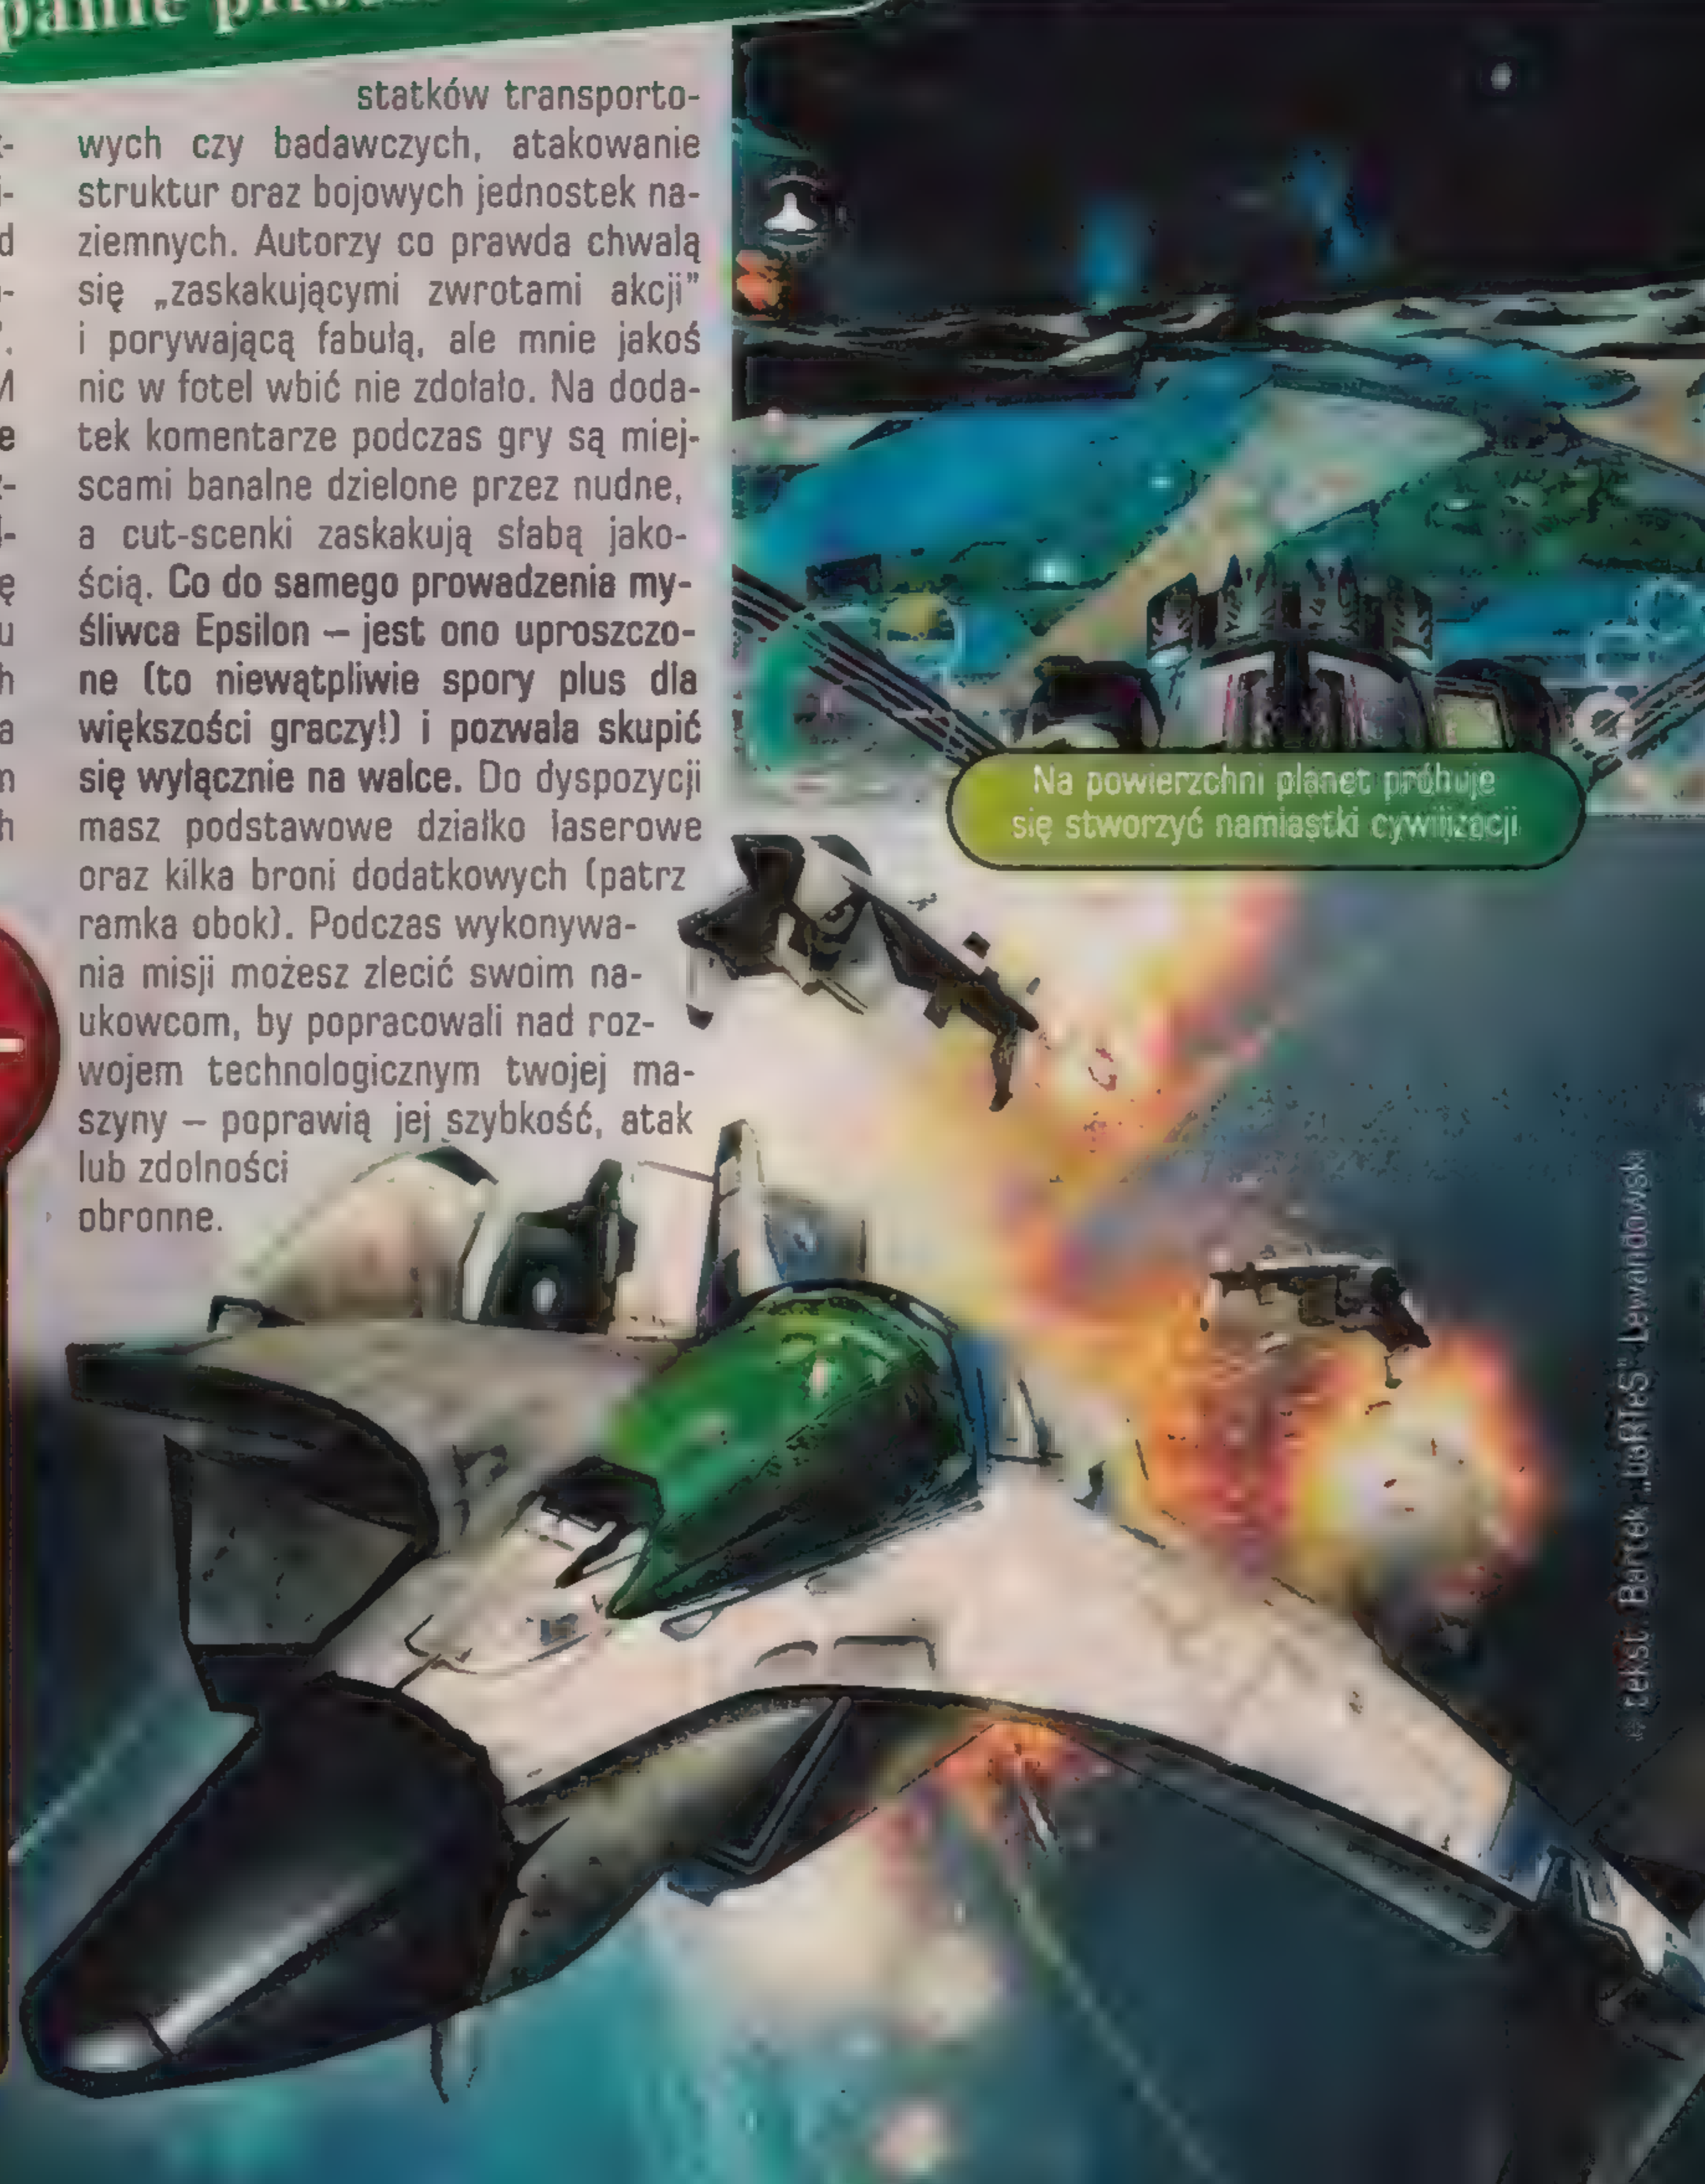 statków transporto-
wych czy badawczych, atakowanie
struktur oraz bojowych jednostek na-
ziemnych. Autorzy co prawda chwalą
się „zaskakującymi zwrotami akcji”
i porywającą fabułą, ale mnie jakoś
nic w fotel wbić nie zdołało. Na doda-
tek komentarze podczas gry są miej-
scami banalne dzielone przez nudne,
a cut-scenki zaskakują słabą jako-
ścią. Co do samego prowadzenia my-
śliwca Epsilon – jest ono uproszczo-
ne (to niewątpliwie spory plus dla
większości graczy!) i pozwala skupić
się wyłącznie na walce. Do dyspozycji
masz podstawowe działko laserowe
oraz kilka broni dodatkowych (patrz
ramka obok). Podczas wykonywa-
nia misji możesz zlecić swoim na-
ukowcom, by popracowali nad roz-
wojem technologicznym twojej ma-
szyny – poprawią jej szybkość, atak
lub zdolności
obronne.
Na powierzchni planet próbuje
się stworzyć namiastki cywilizacji
tekst: Bartek „baRteS” Lewandowski